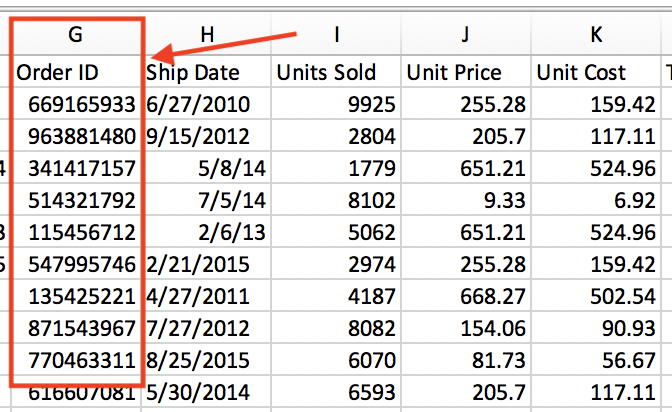 G H I J K
Order ID Ship Date Units Sold Unit Price Unit Cost
669165933 6/27/2010 9925 255.28 159.42
963881480 9/15/2012 2804 205.7 117.11
4 341417157 5/8/14 1779 651.21 524.96
514321792 7/5/14 8102 9.33 6.92
3 115456712 2/6/13 5062 651.21 524.96
5 547995746 2/21/2015 2974 255.28 159.42
135425221 4/27/2011 4187 668.27 502.54
871543967 7/27/2012 8082 154.06 90.93
770463311 8/25/2015 6070 81.73 56.67
616607081 5/30/2014 6593 205.7 117.11